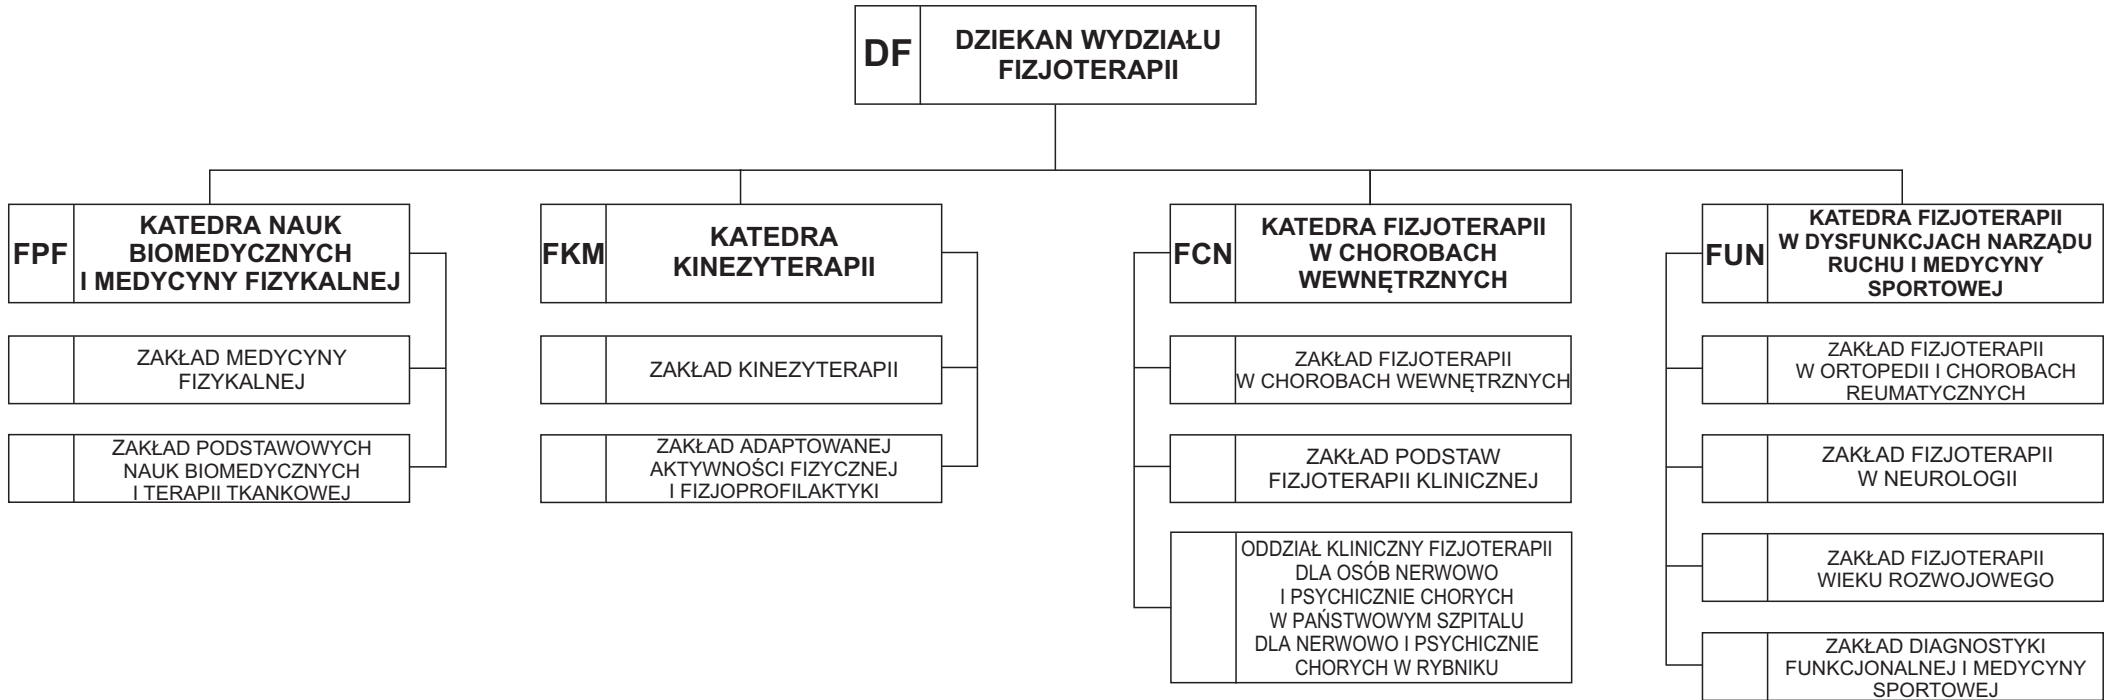 DF
DZIEKAN WYDZIAŁU
FIZJOTERAPII
FPF
KATEDRA NAUK
BIOMEDYCZNYCH
I MEDYCYNY FIZYKALNEJ
ZAKŁAD MEDYCYNY
FIZYKALNEJ
ZAKŁAD PODSTAWOWYCH
NAUK BIOMEDYCZNYCH
I TERAPII TKANKOWEJ
FKM
KATEDRA
KINEZYTERAPII
ZAKŁAD KINEZYTERAPII
ZAKŁAD ADAPTOWANEJ
AKTYWNOŚCI FIZYCZNEJ
I FIZJOPROFILAKTYKI
FCN
KATEDRA FIZJOTERAPII
W CHOROBACH
WEWNĘTRZNYCH
ZAKŁAD FIZJOTERAPII
W CHOROBACH WEWNĘTRZNYCH
ZAKŁAD PODSTAW
FIZJOTERAPII KLINICZNEJ
ODDZIAŁ KLINICZNY FIZJOTERAPII
DLA OSÓB NERWOWO
I PSYCHICZNIE CHORYCH
W PAŃSTWOWYM SZPITALU
DLA NERWOWO I PSYCHICZNIE
CHORYCH W RYBNIKU
FUN
KATEDRA FIZJOTERAPII
W DYSFUNKCJACH NARZĄDU
RUCHU I MEDYCYNY
SPORTOWEJ
ZAKŁAD FIZJOTERAPII
W ORTOPEDII I CHOROBACH
REUMATYCZNYCH
ZAKŁAD FIZJOTERAPII
W NEUROLOGII
ZAKŁAD FIZJOTERAPII
WIEKU ROZWOJOWEGO
ZAKŁAD DIAGNOSTYKI
FUNKCJONALNEJ I MEDYCYNY
SPORTOWEJ